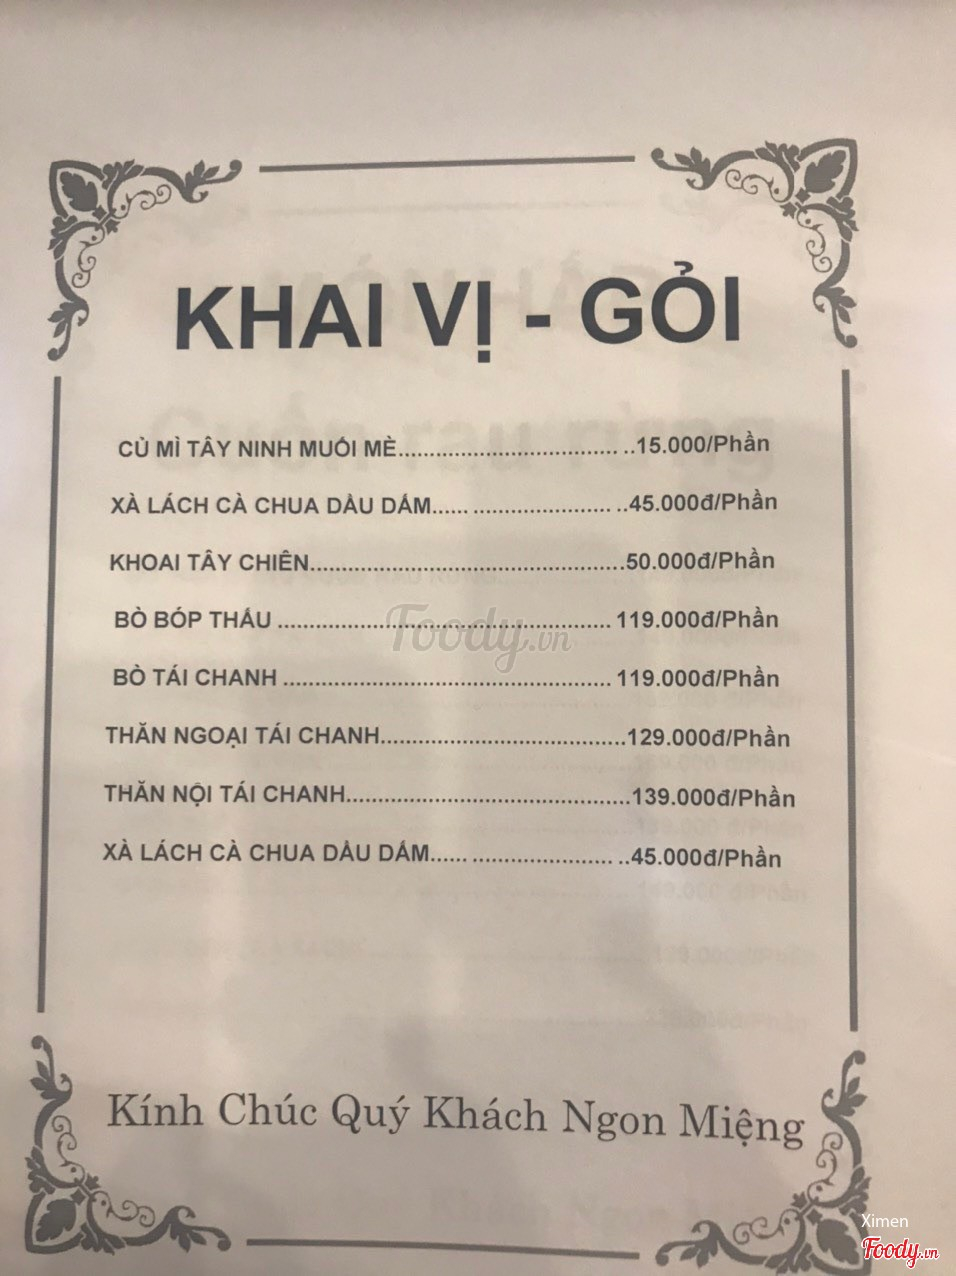 KHAI VỊ - GỎI
CỦ MÌ TÂY NINH MUỐI MÈ.................................. ..15.000/Phần
XÀ LÁCH CÀ CHUA DẦU DẤM...... ...................... ..45.000đ/Phần
KHOAI TÂY CHIÊN.................................................50.000đ/Phần
BÒ BÓP THẤU .................................................... 119.000đ/Phần
BÒ TÁI CHANH ................................................... 119.000đ/Phần
THĂN NGOẠI TÁI CHANH......................................129.000đ/Phần
THĂN NỘI TÁI CHANH............................................139.000đ/Phần
XÀ LÁCH CÀ CHUA DẦU DẤM...... ...................... ..45.000đ/Phần
Foody.vn
Kính Chúc Quý Khách Ngon Miệng
Ximen
Foody.vn